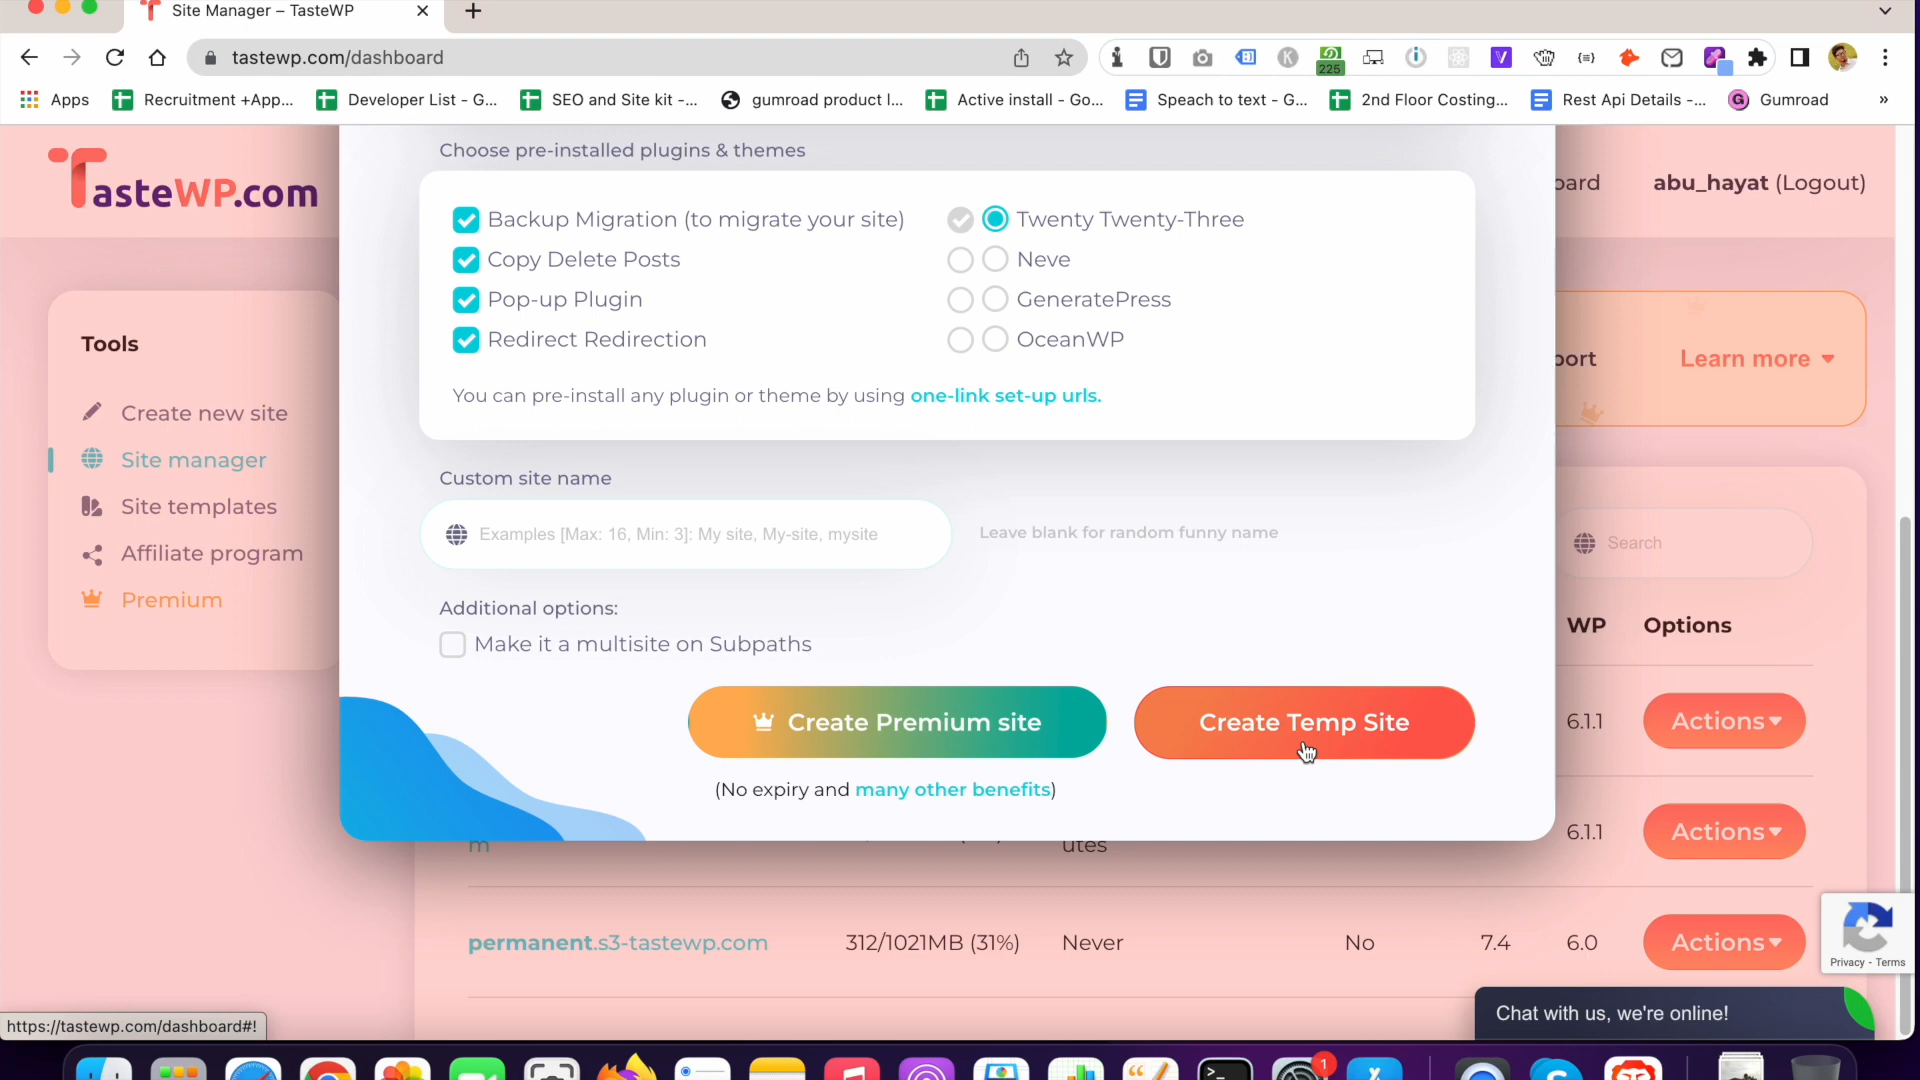 Site Manager – TasteWP
tastewp.com/dashboard
225
Apps
Recruitment +App...
Developer List - G...
SEO and Site kit -...
gumroad product l...
Active install - Go...
Speach to text - G...
2nd Floor Costing...
Rest Api Details -...
Gumroad
»
TasteWP.com
oard
abu_hayat (Logout)
Choose pre-installed plugins & themes
Backup Migration (to migrate your site)
Twenty Twenty-Three
Copy Delete Posts
Neve
Pop-up Plugin
GeneratePress
Redirect Redirection
OceanWP
You can pre-install any plugin or theme by using one-link set-up urls.
Tools
Create new site
Site manager
Site templates
Affiliate program
Premium
port
Learn more
Custom site name
Examples [Max: 16, Min: 3]: My site, My-site, mysite
Leave blank for random funny name
Search
Additional options:
Make it a multisite on Subpaths
WP
Options
Create Premium site
Create Temp Site
(No expiry and many other benefits)
6.1.1
Actions
m
utes
6.1.1
Actions
permanent.s3-tastewp.com
312/1021MB (31%)
Never
No
7.4
6.0
Actions
Privacy - Terms
Chat with us, we're online!
https://tastewp.com/dashboard#!
1